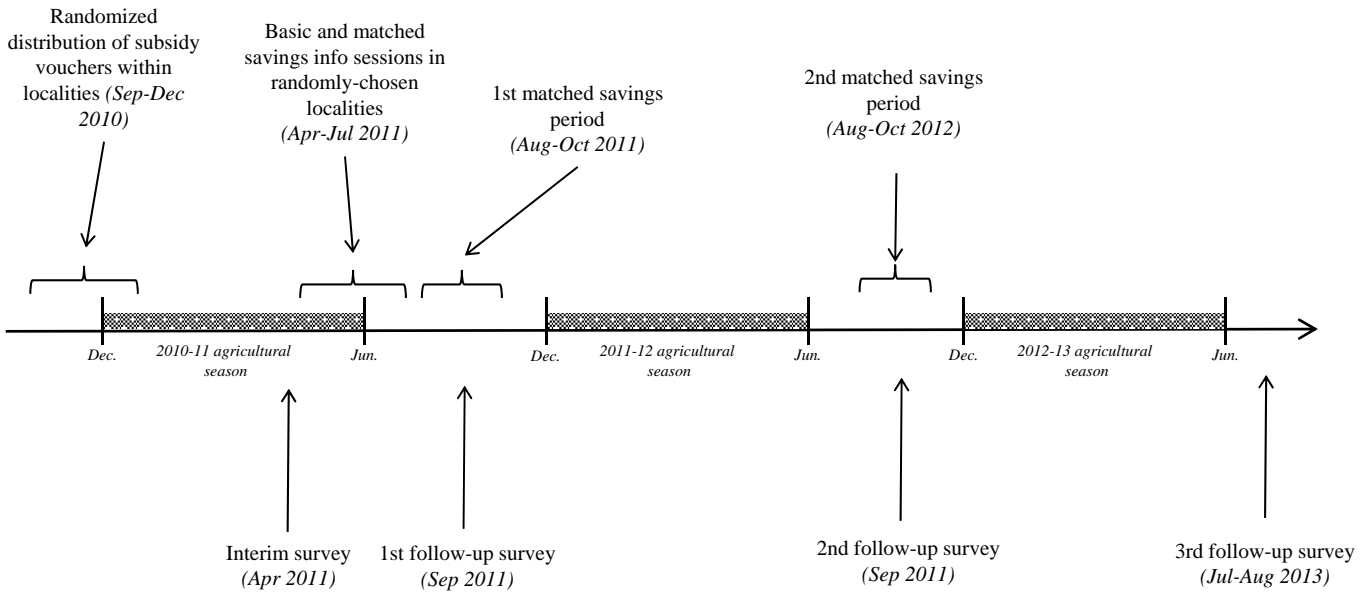 Randomized
distribution of subsidy
vouchers within
localities (Sep-Dec
2010)
Basic and matched
savings info sessions in
randomly-chosen
localities
(Apr-Jul 2011)
1st matched savings
period
(Aug-Oct 2011)
2nd matched savings
period
(Aug-Oct 2012)
Dec.
2010-11 agricultural
season
Jun.
Dec.
2011-12 agricultural
season
Jun.
Dec.
2012-13 agricultural
season
Jun.
Interim survey
(Apr 2011)
1st follow-up survey
(Sep 2011)
2nd follow-up survey
(Sep 2011)
3rd follow-up survey
(Jul-Aug 2013)